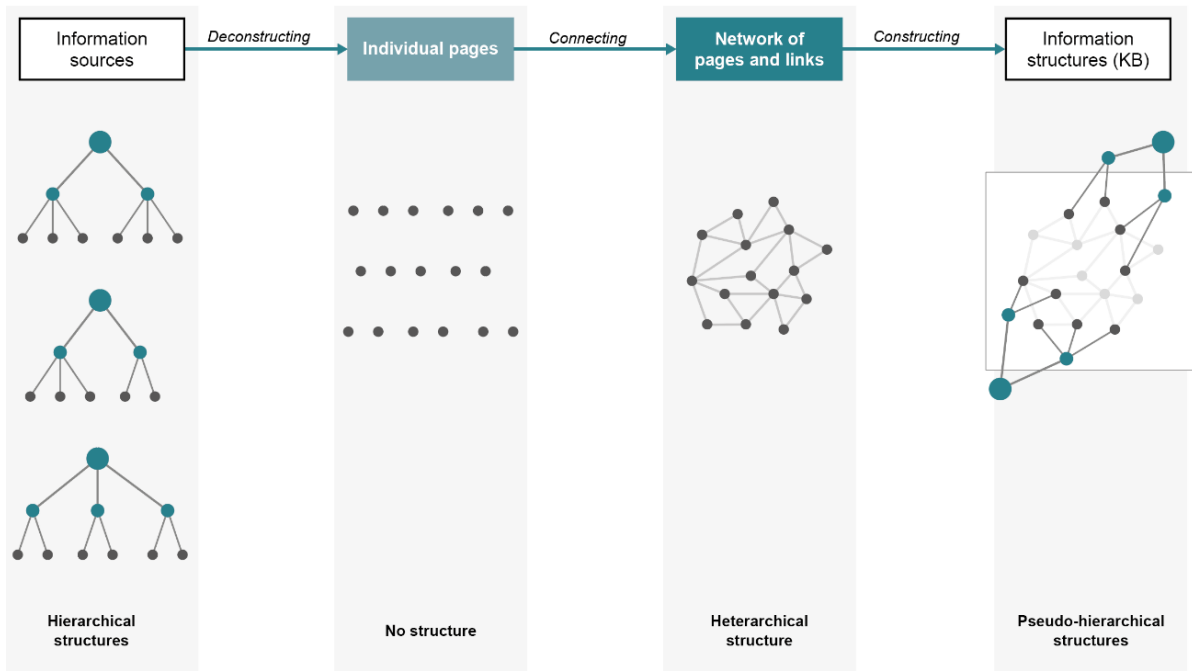 Information
sources
Deconstructing
Individual pages
Connecting
Network of
pages and links
Constructing
Information
structures (KB)
Hierarchical
structures
No structure
Heterarchical
structure
Pseudo-hierarchical
structures